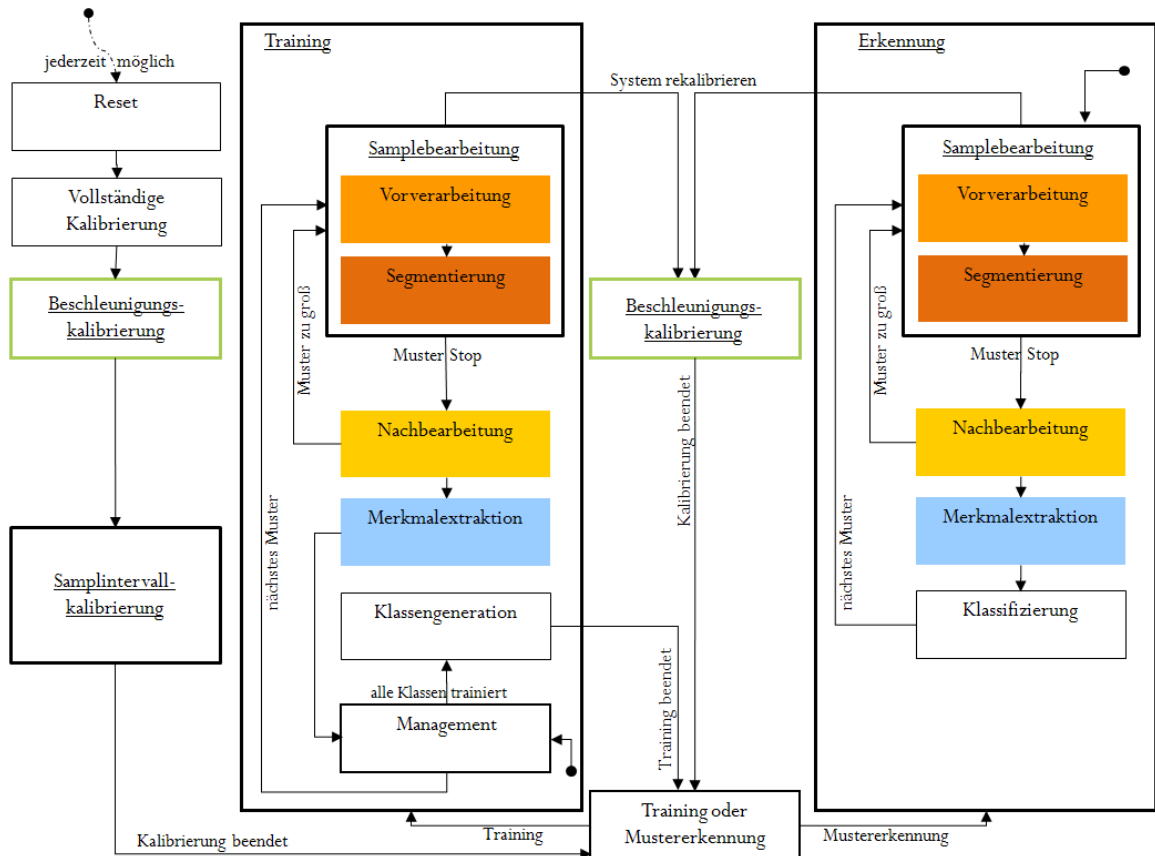 jederzeit möglich
Reset
Vollständige
Kalibrierung
Beschleunigungs-
kalibrierung
Samplintervall-
kalibrierung
Kalibrierung beendet
Training
Samplebearbeitung
Vorverarbeitung
Segmentierung
Muster Stop
Muster zu groß
Nachbearbeitung
Merkmalextraktion
nächstes Muster
Klassengeneration
alle Klassen trainiert
Management
System rekalibrieren
Beschleunigungs-
kalibrierung
Kalibrierung beendet
Training beendet
Training oder
Mustererkennung
Training
Mustererkennung
Erkennung
Samplebearbeitung
Vorverarbeitung
Segmentierung
Muster Stop
Muster zu groß
Nachbearbeitung
Merkmalextraktion
nächstes Muster
Klassifizierung